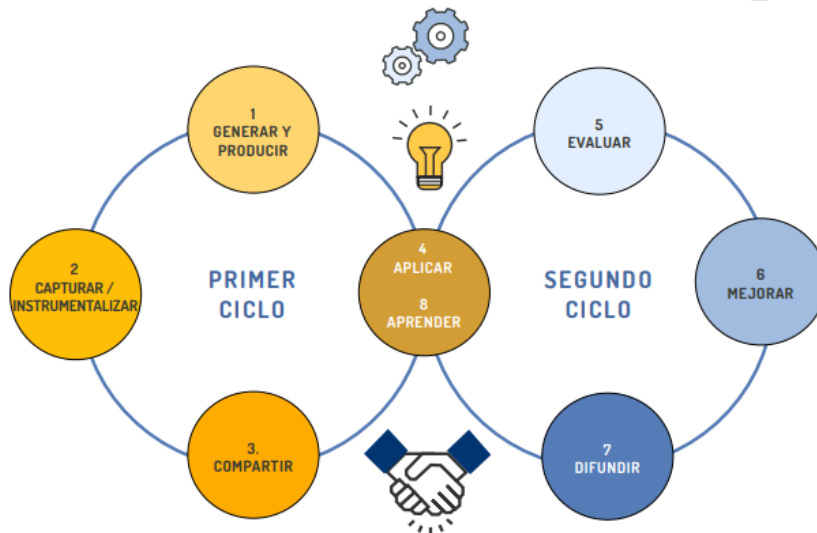 1
GENERAR Y
PRODUCIR
2
CAPTURAR /
INSTRUMENTALIZAR
3.
COMPARTIR
PRIMER
CICLO
4
APLICAR
8
APRENDER
SEGUNDO
CICLO
5
EVALUAR
6
MEJORAR
7
DIFUNDIR